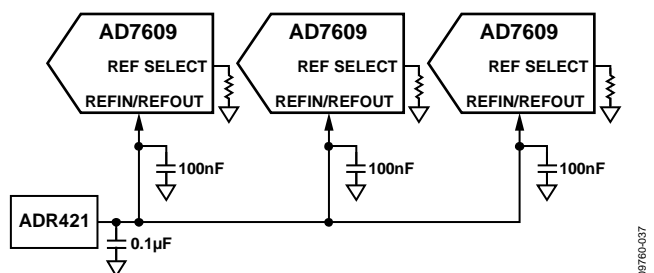 AD7609
REF SELECT
REFIN/REFOUT
100nF
AD7609
REF SELECT
REFIN/REFOUT
100nF
AD7609
REF SELECT
REFIN/REFOUT
100nF
ADR421
0.1µF
09760-037